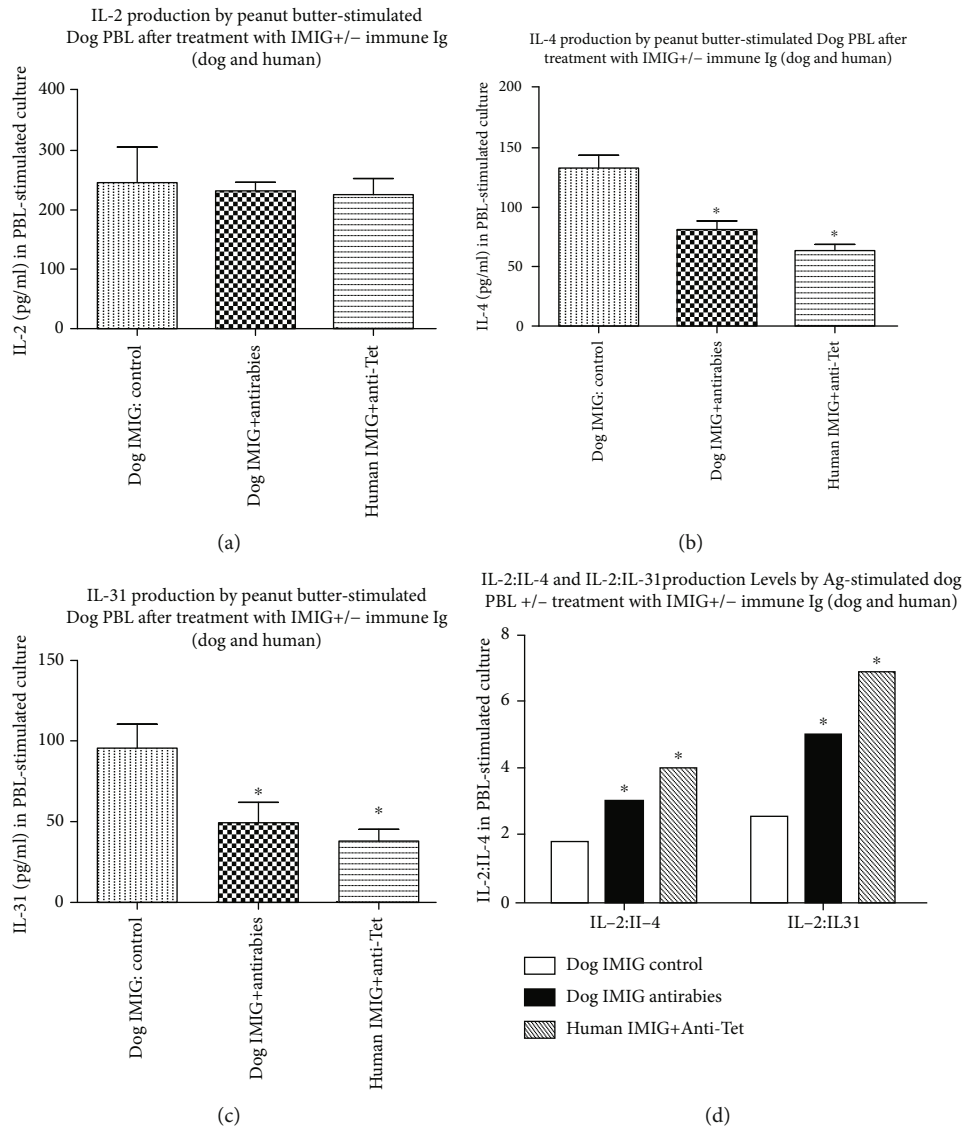 IL-2 production by peanut butter-stimulated
Dog PBL after treatment with IMIG+/− immune Ig
(dog and human)
IL-2 (pg/ml) in PBL-stimulated culture
400
300
200
100
0
Dog IMIG: control
Dog IMIG+antirabies
Human IMIG+anti-Tet
(a)
IL-4 production by peanut butter-stimulated Dog PBL after
treatment with IMIG+/− immune Ig (dog and human)
IL-4 (pg/ml) in PBL-stimulated culture
200
150
100
50
0
*
*
Dog IMIG: control
Dog IMIG+antirabies
Human IMIG+anti-Tet
(b)
IL-31 production by peanut butter-stimulated
Dog PBL after treatment with IMIG+/− immune Ig
(dog and human)
IL-31 (pg/ml) in PBL-stimulated culture
150
100
50
0
*
*
Dog IMIG: control
Dog IMIG+antirabies
Human IMIG+anti-Tet
(c)
IL-2:IL-4 and IL-2:IL-31production Levels by Ag-stimulated dog
PBL +/− treatment with IMIG+/− immune Ig (dog and human)
IL-2:IL-4 in PBL-stimulated culture
8
6
4
2
0
*
*
*
*
IL−2:II−4
IL−2:IL31
Dog IMIG control
Dog IMIG antirabies
Human IMIG+Anti-Tet
(d)